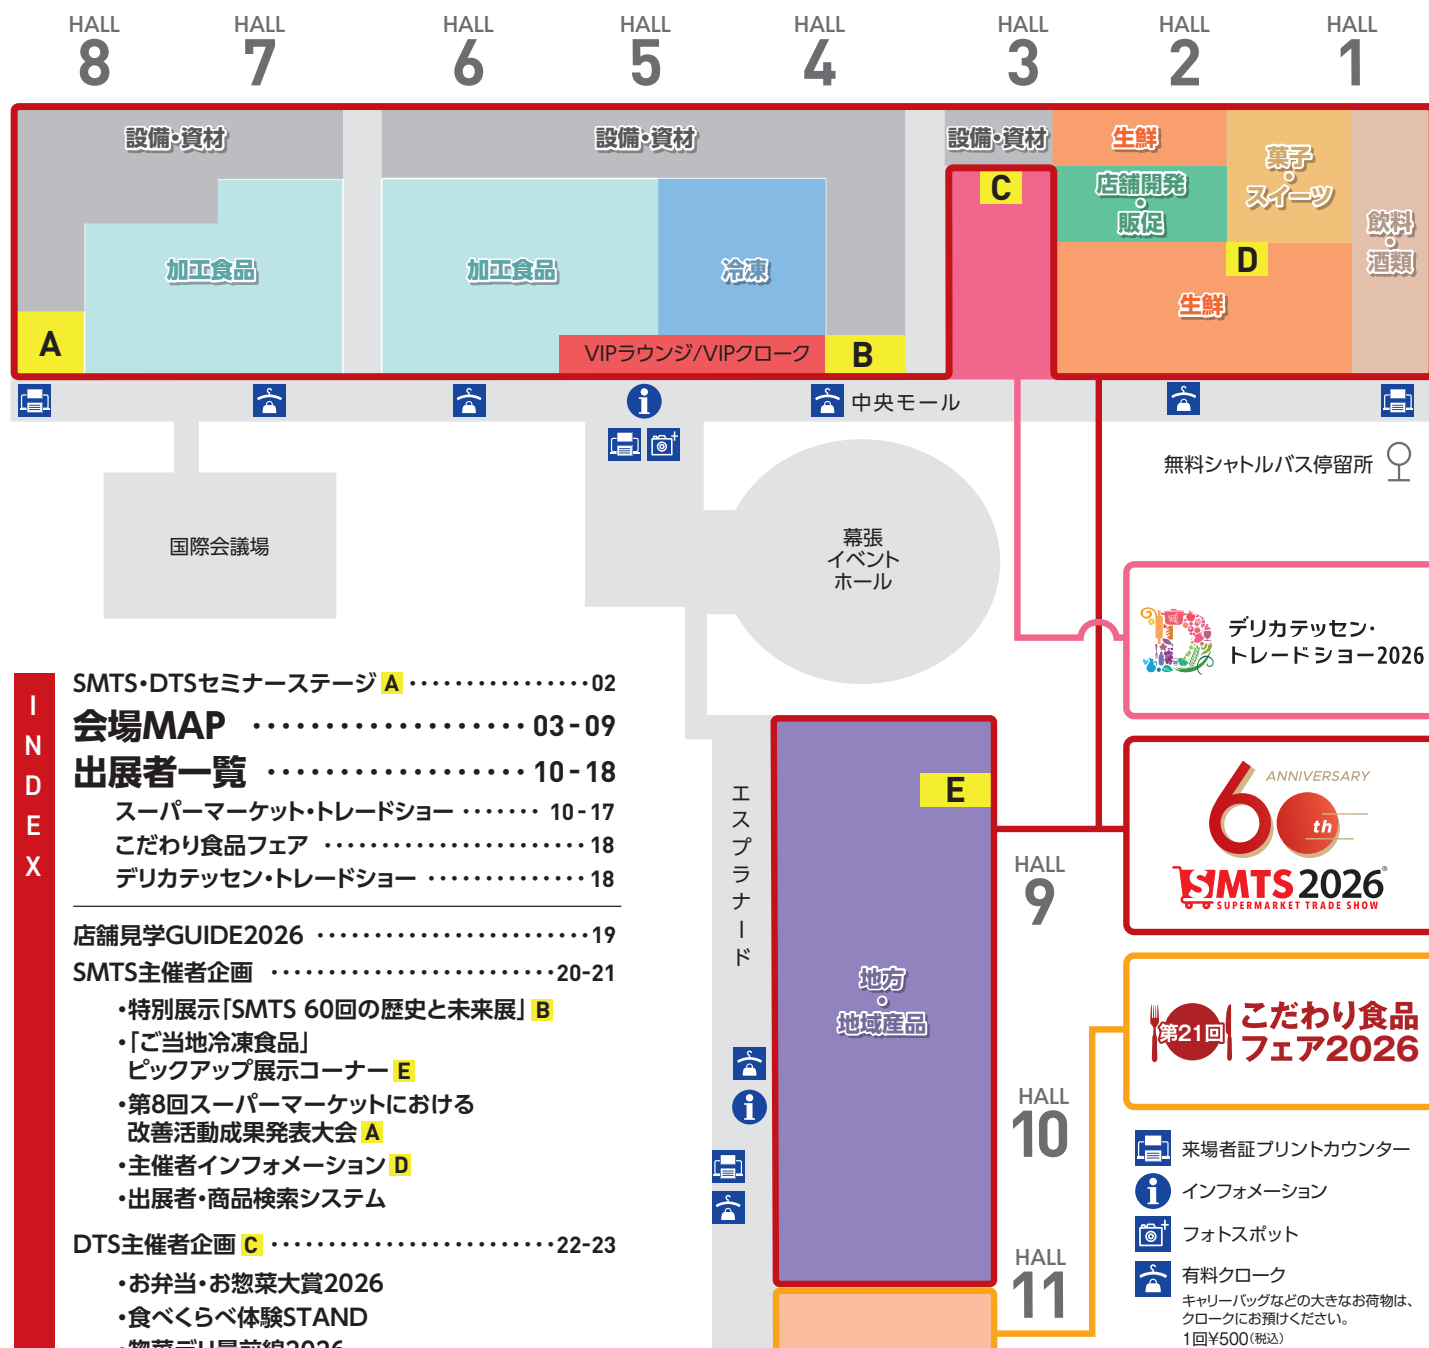 HALL 8
HALL 7
HALL 6
HALL 5
HALL 4
HALL 3
HALL 2
HALL 1
設備・資材
設備・資材
設備・資材
生鮮
菓子・スイーツ
飲料・酒類
C
店舗開発・販促
加工食品
加工食品
冷凍
D
生鮮
A
VIPラウンジ/VIPクローク
B
中央モール
無料シャトルバス停留所
国際会議場
幕張
イベント
ホール
デリカテッセン・
トレードショー2026
INDEX
SMTS・DTSセミナーステージ A ················02
会場MAP ··················· 03-09
出展者一覧 ·················· 10-18
スーパーマーケット・トレードショー ······· 10-17
こだわり食品フェア ······················· 18
デリカテッセン・トレードショー ·············· 18
店舗見学GUIDE2026 ························19
SMTS主催者企画 ·························20-21
・特別展示「SMTS 60回の歴史と未来展」 B
・「ご当地冷凍食品」
ピックアップ展示コーナー E
・第8回スーパーマーケットにおける
改善活動成果発表大会 A
・主催者インフォメーション D
・出展者・商品検索システム
DTS主催者企画 C ·························22-23
・お弁当・お惣菜大賞2026
・食べくらべ体験STAND
・惣菜デリ最前線2026
エスプラナード
E
地方・地域産品
HALL 9
HALL 10
HALL 11
60th ANNIVERSARY
SMTS 2026®
SUPERMARKET TRADE SHOW
第21回
こだわり食品
フェア2026
来場者証プリントカウンター
インフォメーション
フォトスポット
有料クローク
キャリーバッグなどの大きなお荷物は、
クロークにお預けください。
1回¥500(税込)